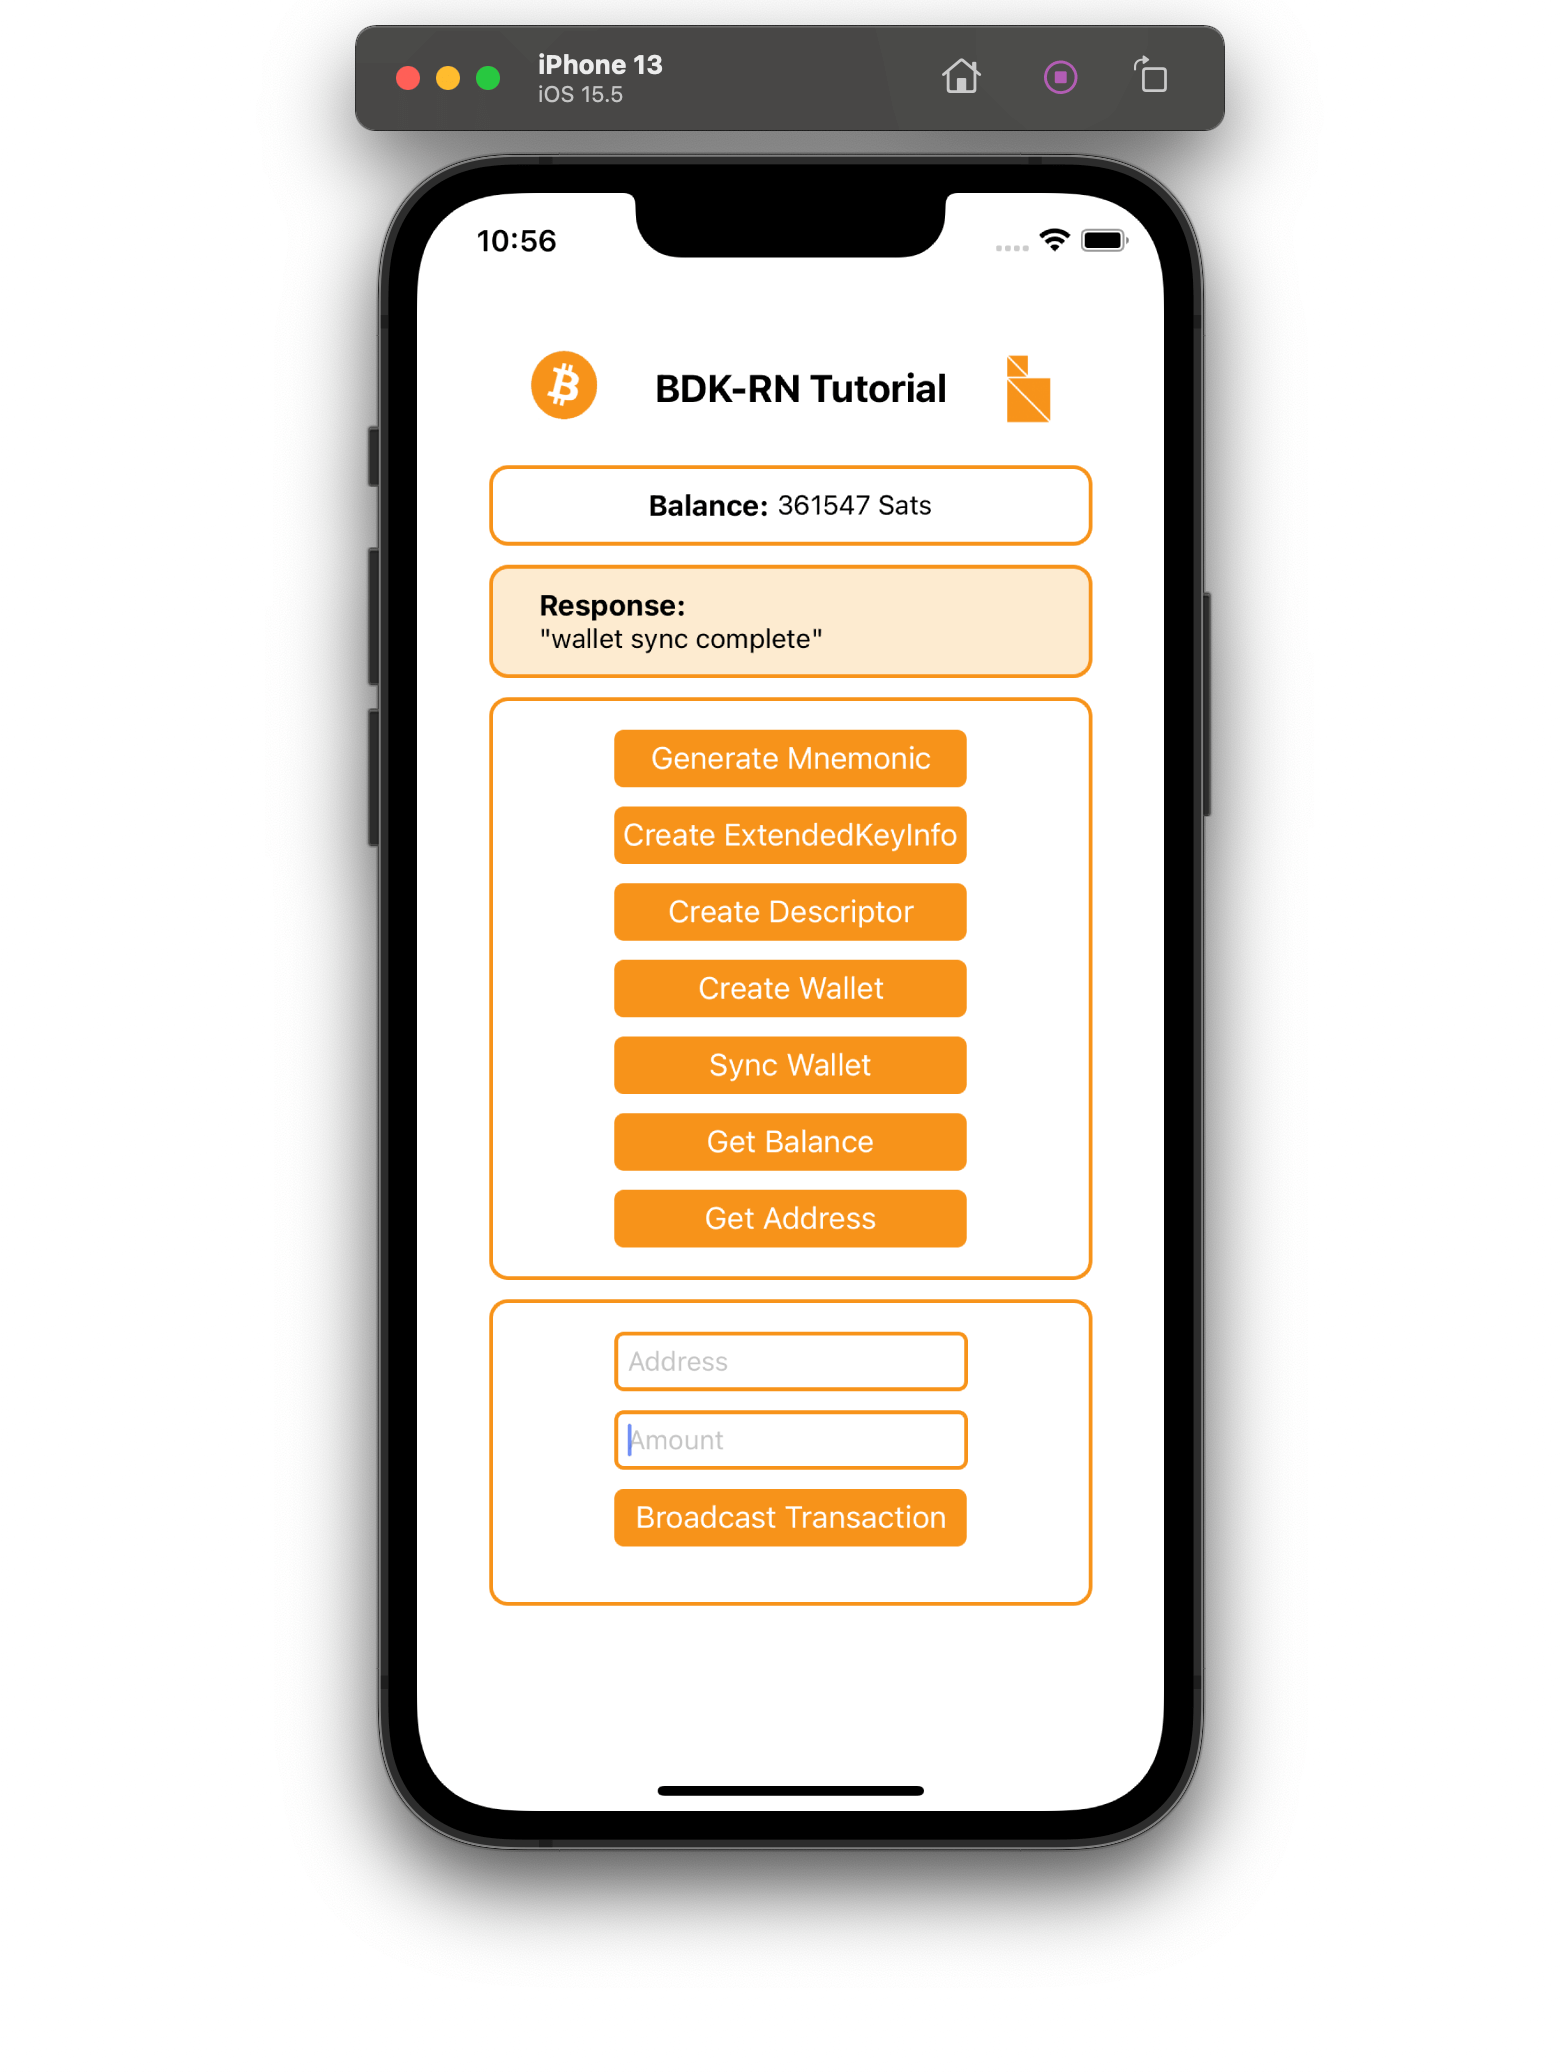 iPhone 13
iOS 15.5
10:56
BDK-RN Tutorial
Balance: 361547 Sats
Response:
"wallet sync complete"
Generate Mnemonic
Create ExtendedKeyInfo
Create Descriptor
Create Wallet
Sync Wallet
Get Balance
Get Address
Address
Amount
Broadcast Transaction